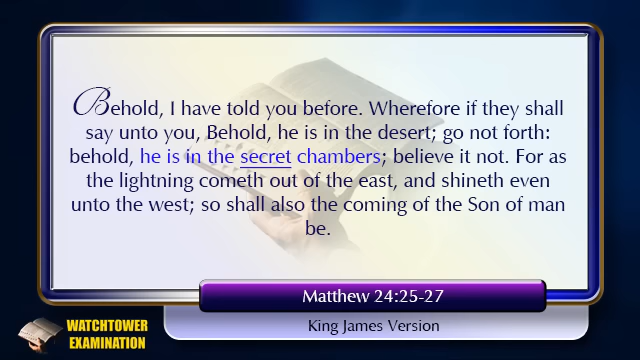 Behold, I have told you before. Wherefore if they shall
say unto you, Behold, he is in the desert; go not forth:
behold, he is in the secret chambers; believe it not. For as
the lightning cometh out of the east, and shineth even
unto the west; so shall also the coming of the Son of man
be.
Matthew 24:25-27
King James Version
WATCHTOWER
EXAMINATION